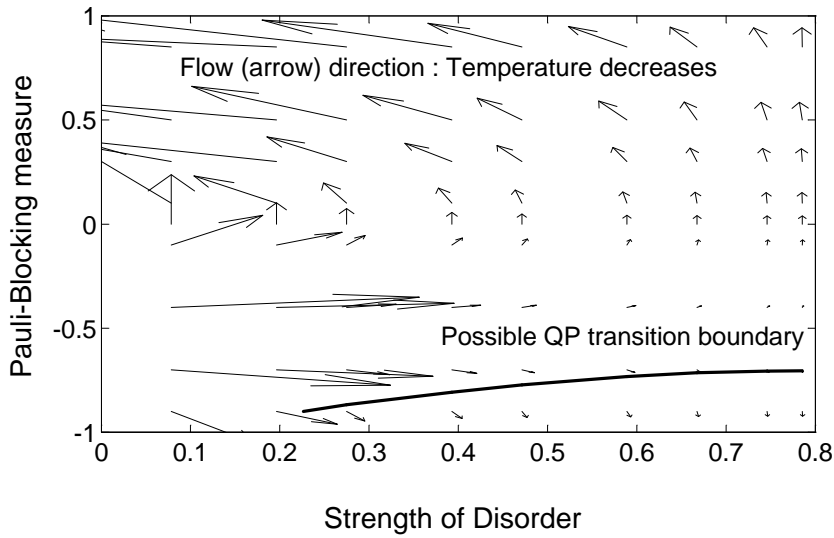 1
Flow (arrow) direction : Temperature decreases
0.5
0
-0.5
Possible QP transition boundary
-1
0 0.1 0.2 0.3 0.4 0.5 0.6 0.7 0.8
Pauli-Blocking measure
Strength of Disorder